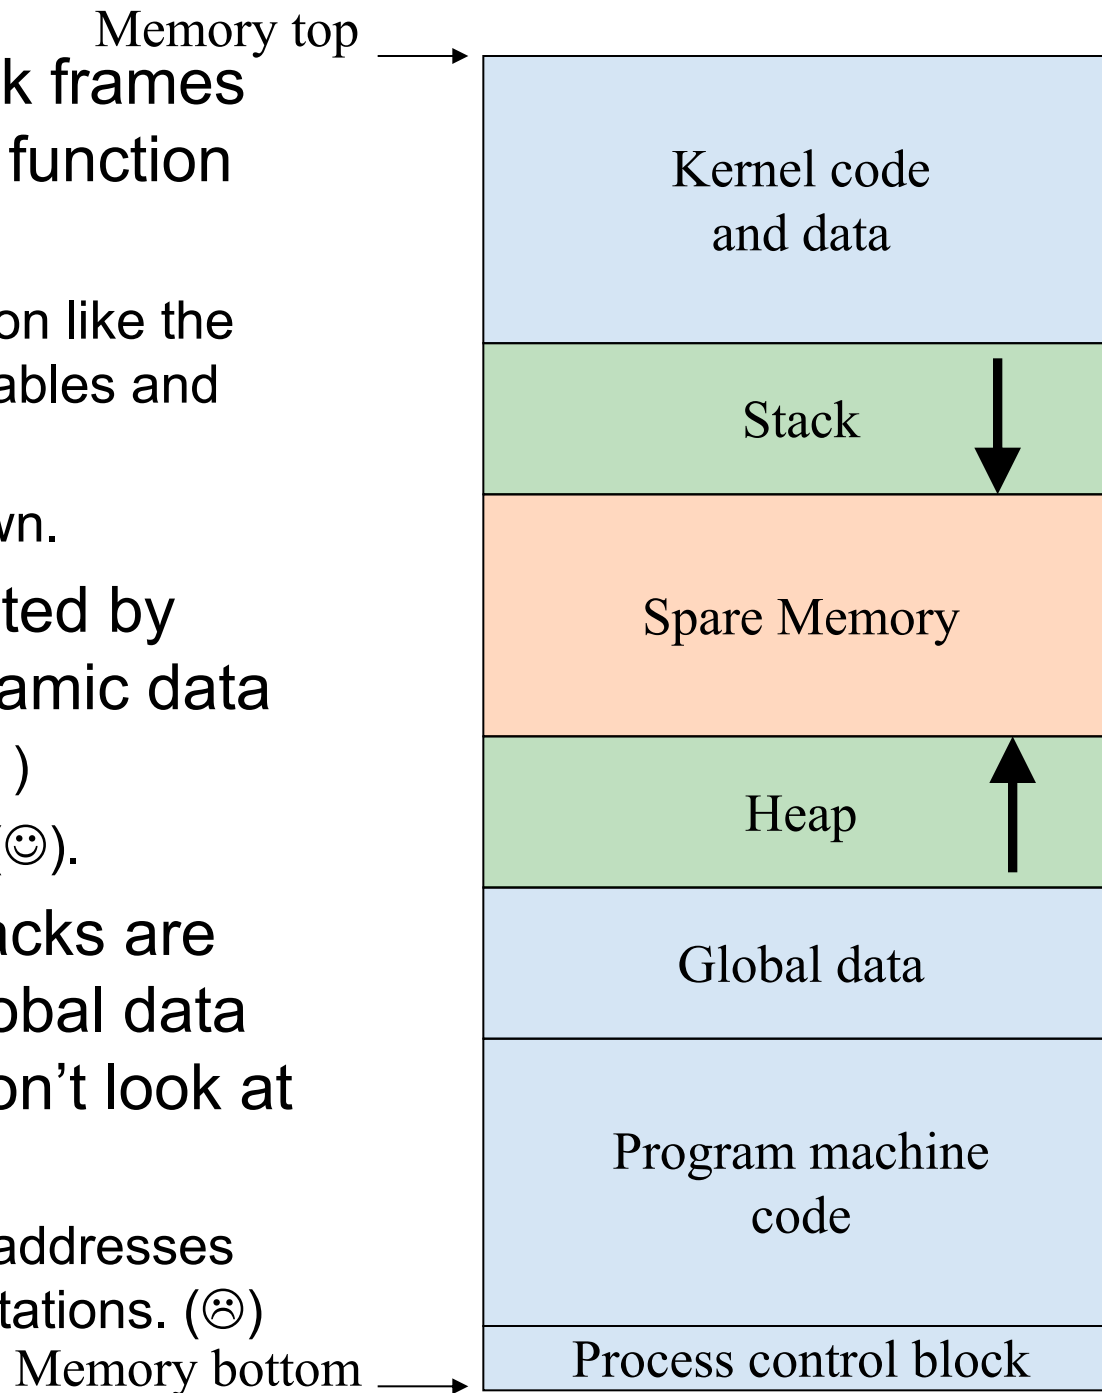 Memory top
k frames
function
on like the
ables and
wn.
ted by
amic data
)
(☺).
acks are
obal data
on't look at
addresses
tations. (☹)
Memory bottom
Kernel code
and data
Stack
Spare Memory
Heap
Global data
Program machine
code
Process control block